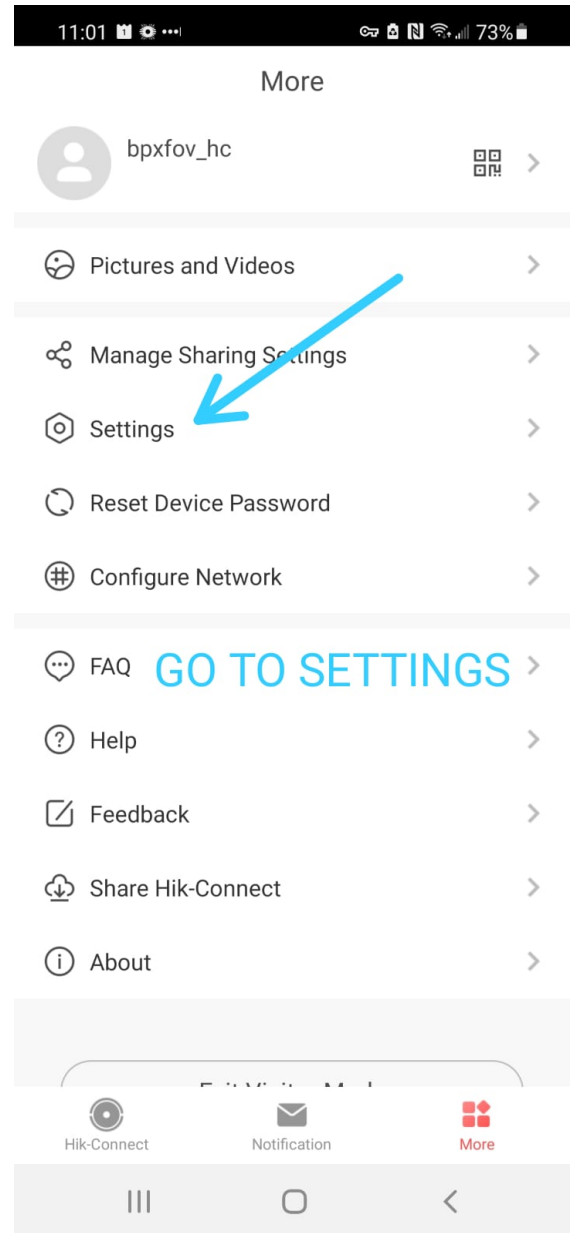 11:01
73%
More
bpxfov_hc
Pictures and Videos
Manage Sharing Settings
Settings
Reset Device Password
Configure Network
FAQ
GO TO SETTINGS
Help
Feedback
Share Hik-Connect
About
Hik-Connect
Notification
More